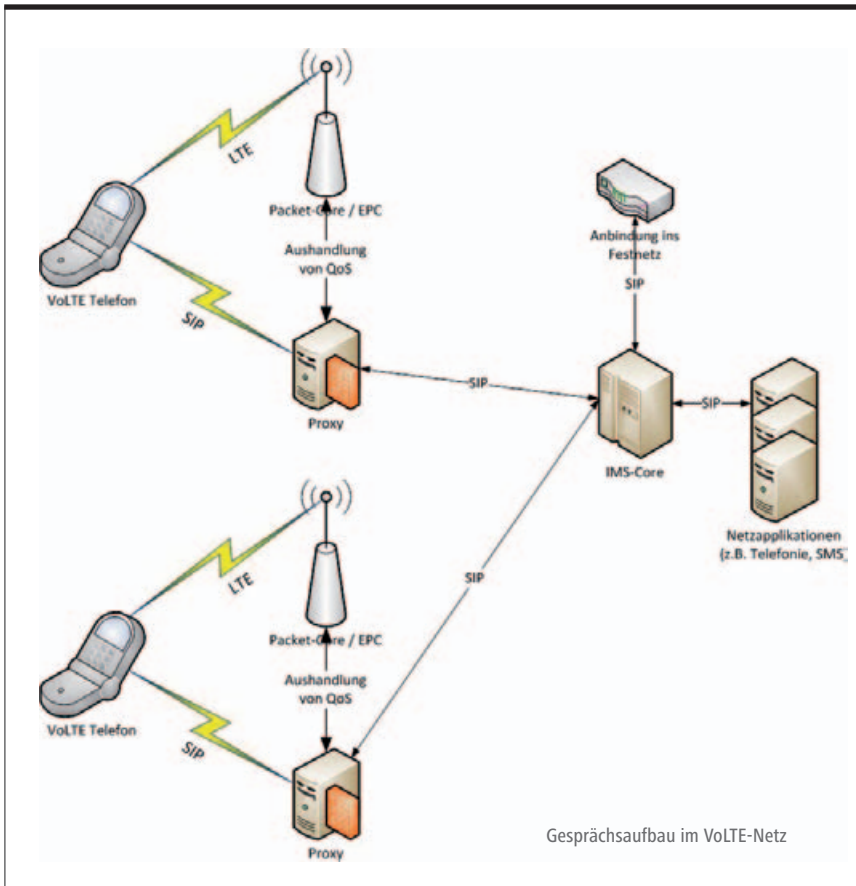 LTE
Packet-Core / EPC
Aushandlung
von QoS
VoLTE Telefon
SIP
Proxy
SIP
Anbindung ins
Festnetz
SIP
IMS-Core
SIP
Netzapplikationen
(z.B. Telefonie, SMS
LTE
Packet-Core / EPC
Aushandlung
von QoS
VoLTE Telefon
SIP
Proxy
SIP
Gesprächsaufbau im VoLTE-Netz